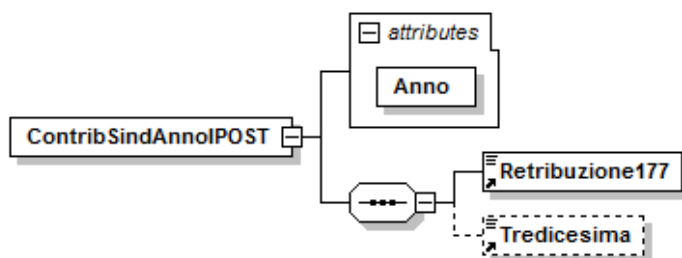 attributes
Anno
ContribSindAnnoIPOST
Retribuzione177
Tredicesima